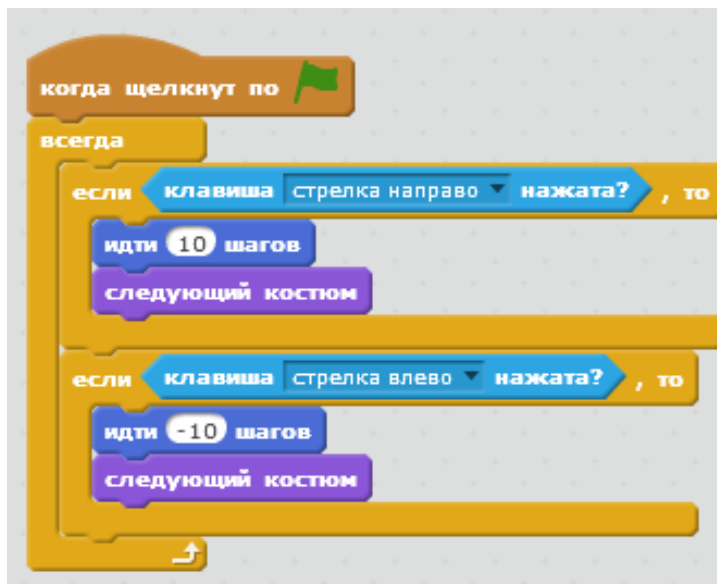 когда щелкнут по
всегда
если клавиша стрелка направо нажата? , то
идти 10 шагов
следующий костюм
если клавиша стрелка влево нажата? , то
идти -10 шагов
следующий костюм